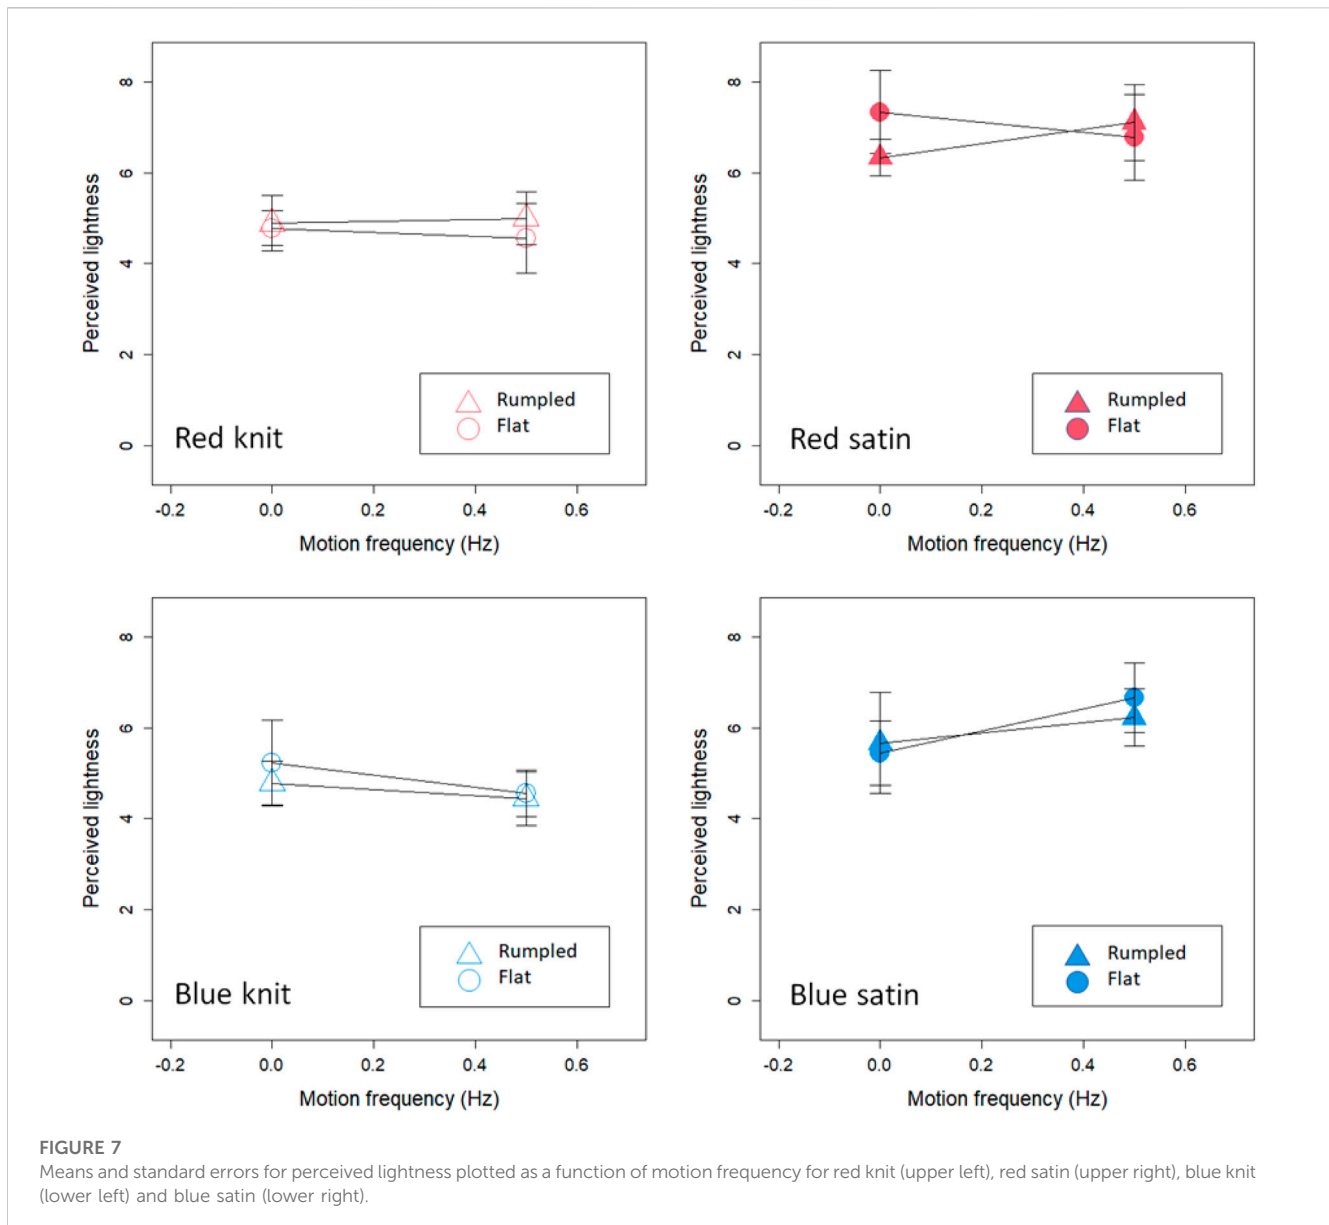 8
6
4
2
0
Perceived lightness
Rumpled
Flat
Red knit
-0.2 0.0 0.2 0.4 0.6
Motion frequency (Hz)
8
6
4
2
0
Perceived lightness
Rumpled
Flat
Red satin
-0.2 0.0 0.2 0.4 0.6
Motion frequency (Hz)
8
6
4
2
0
Perceived lightness
Rumpled
Flat
Blue knit
-0.2 0.0 0.2 0.4 0.6
Motion frequency (Hz)
8
6
4
2
0
Perceived lightness
Rumpled
Flat
Blue satin
-0.2 0.0 0.2 0.4 0.6
Motion frequency (Hz)
FIGURE 7
Means and standard errors for perceived lightness plotted as a function of motion frequency for red knit (upper left), red satin (upper right), blue knit
(lower left) and blue satin (lower right).